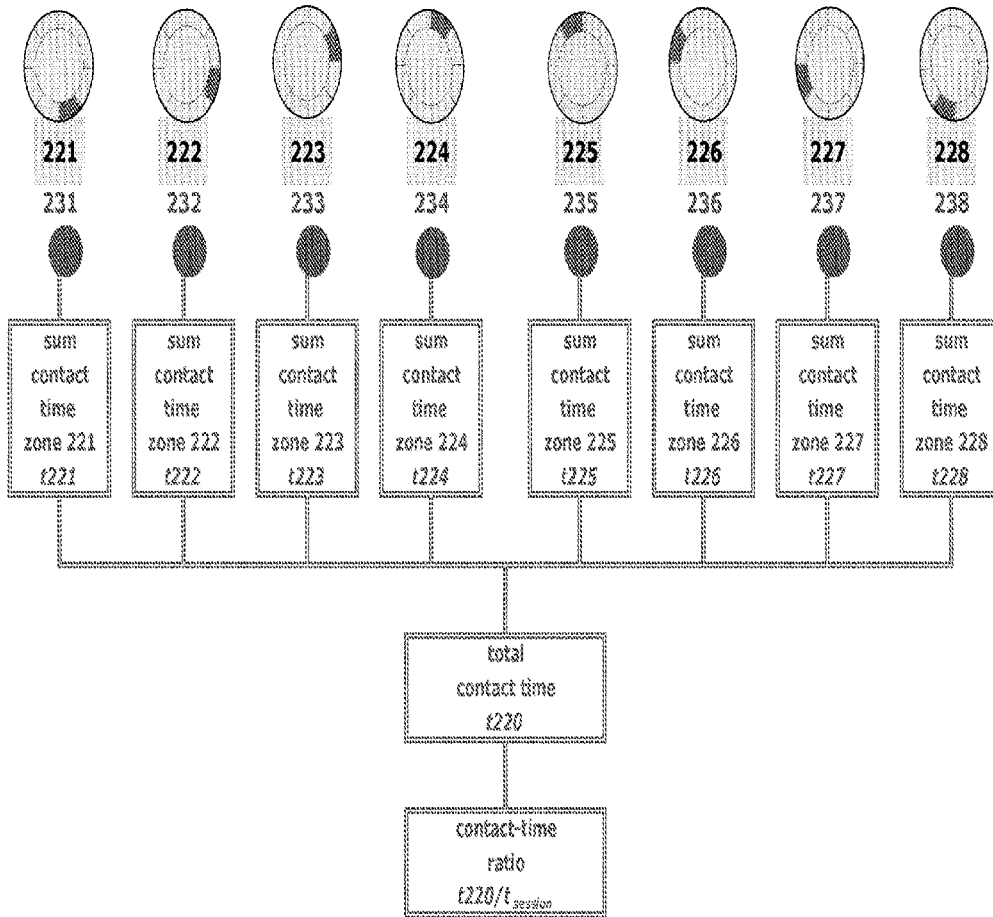 221 222 223 224 225 226 227 228
231 232 233 234 235 236 237 238
sum
contact
time
zone 221
t221
sum
contact
time
zone 222
t222
sum
contact
time
zone 223
t223
sum
contact
time
zone 224
t224
sum
contact
time
zone 225
t225
sum
contact
time
zone 226
t226
sum
contact
time
zone 227
t227
sum
contact
time
zone 228
t228
total
contact time
t220
contact-time
ratio
t220/t session